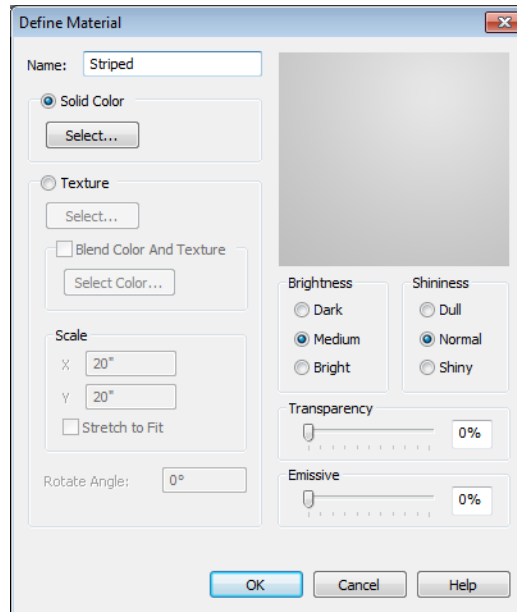 Define Material
Name: Striped
Solid Color
Select...
Texture
Select...
Blend Color And Texture
Select Color...
Scale
X 20"
Y 20"
Stretch to Fit
Rotate Angle: 0°
Brightness
Dark
Medium
Bright
Shininess
Dull
Normal
Shiny
Transparency
0%
Emissive
0%
OK Cancel Help